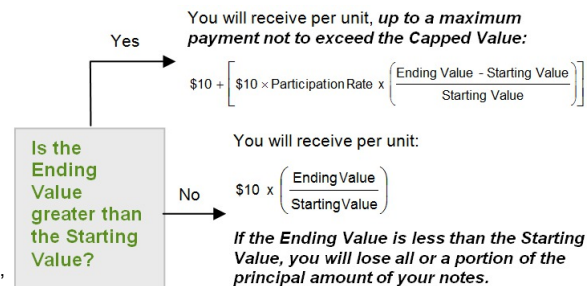 You will receive per unit, up to a maximum
payment not to exceed the Capped Value:
Yes
$10 + [ $10 × Participation Rate x ( Ending Value - Starting Value
Starting Value ) ]
Is the
Ending
Value
greater than
the Starting
Value?
,
No
You will receive per unit:
$10 x ( Ending Value
Starting Value )
If the Ending Value is less than the Starting
Value, you will lose all or a portion of the
principal amount of your notes.